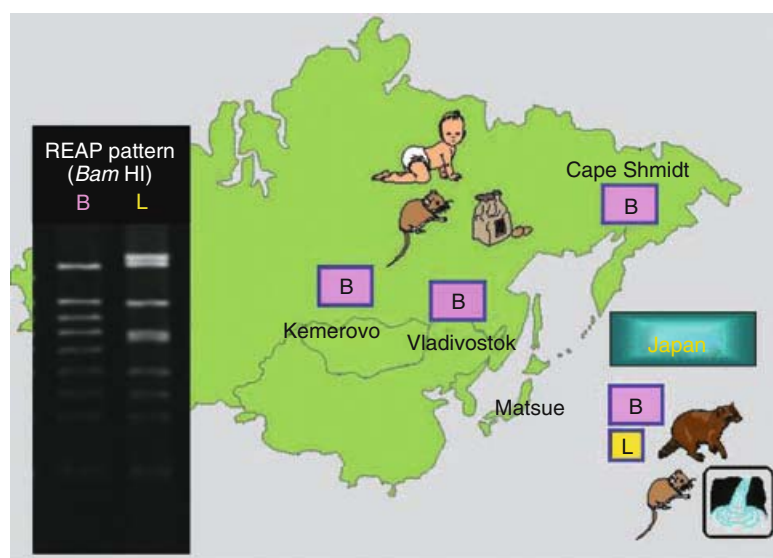 REAP pattern
(Bam HI)
B L
Cape Shmidt
B
B
Kemerovo
B
Vladivostok
Matsue
Japan
B
L